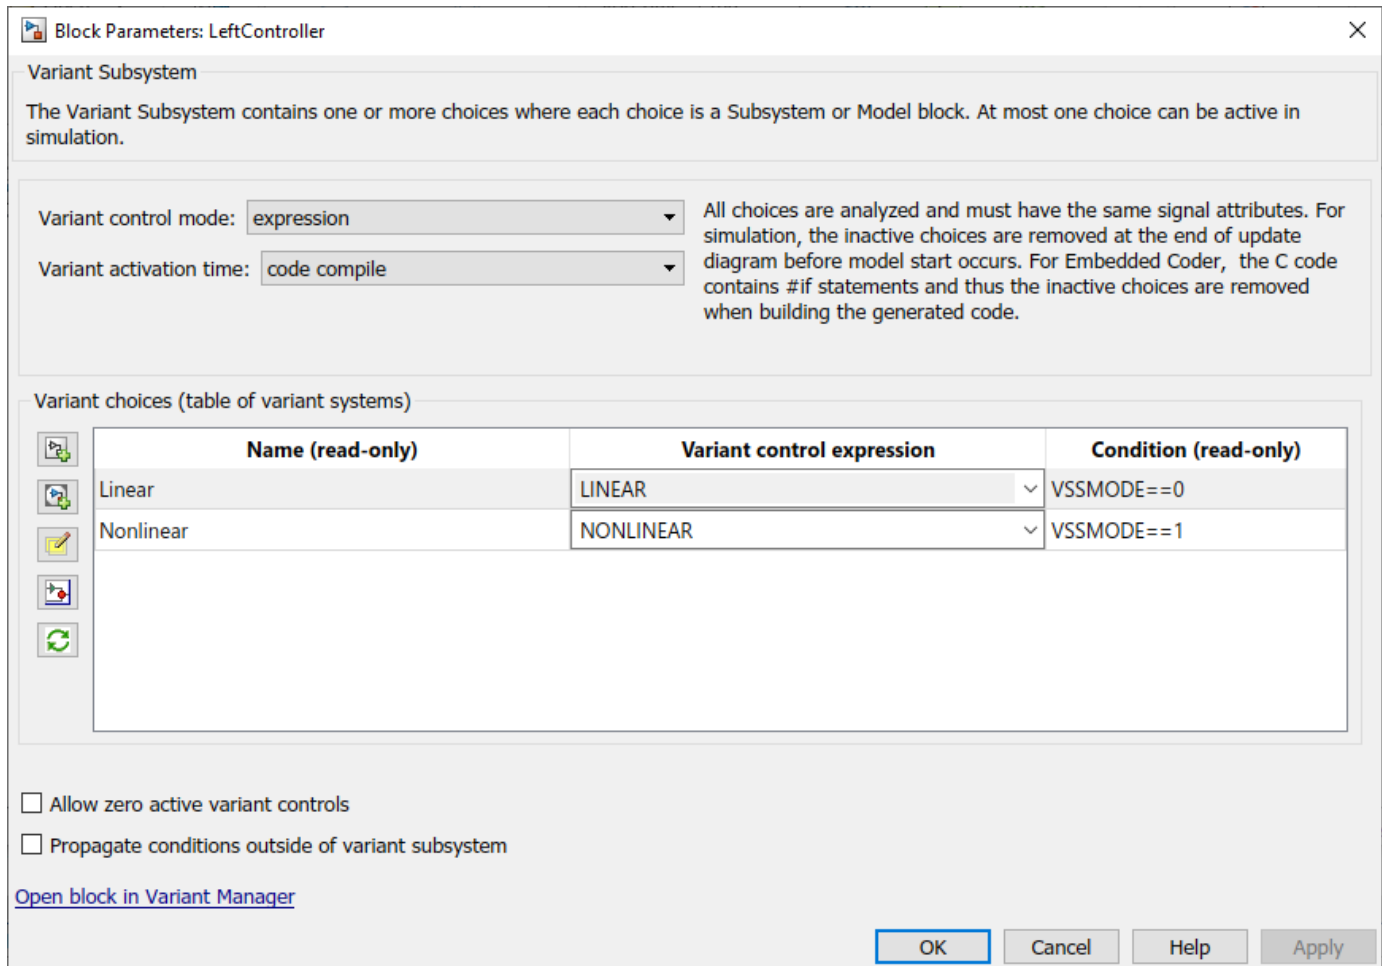 Block Parameters: LeftController
Variant Subsystem
The Variant Subsystem contains one or more choices where each choice is a Subsystem or Model block. At most one choice can be active in
simulation.
Variant control mode: expression
Variant activation time: code compile
All choices are analyzed and must have the same signal attributes. For
simulation, the inactive choices are removed at the end of update
diagram before model start occurs. For Embedded Coder,  the C code
contains #if statements and thus the inactive choices are removed
when building the generated code.
Variant choices (table of variant systems)
Name (read-only) Variant control expression Condition (read-only)
Linear LINEAR VSSMODE==0
Nonlinear NONLINEAR VSSMODE==1
Allow zero active variant controls
Propagate conditions outside of variant subsystem
Open block in Variant Manager
OK Cancel Help Apply